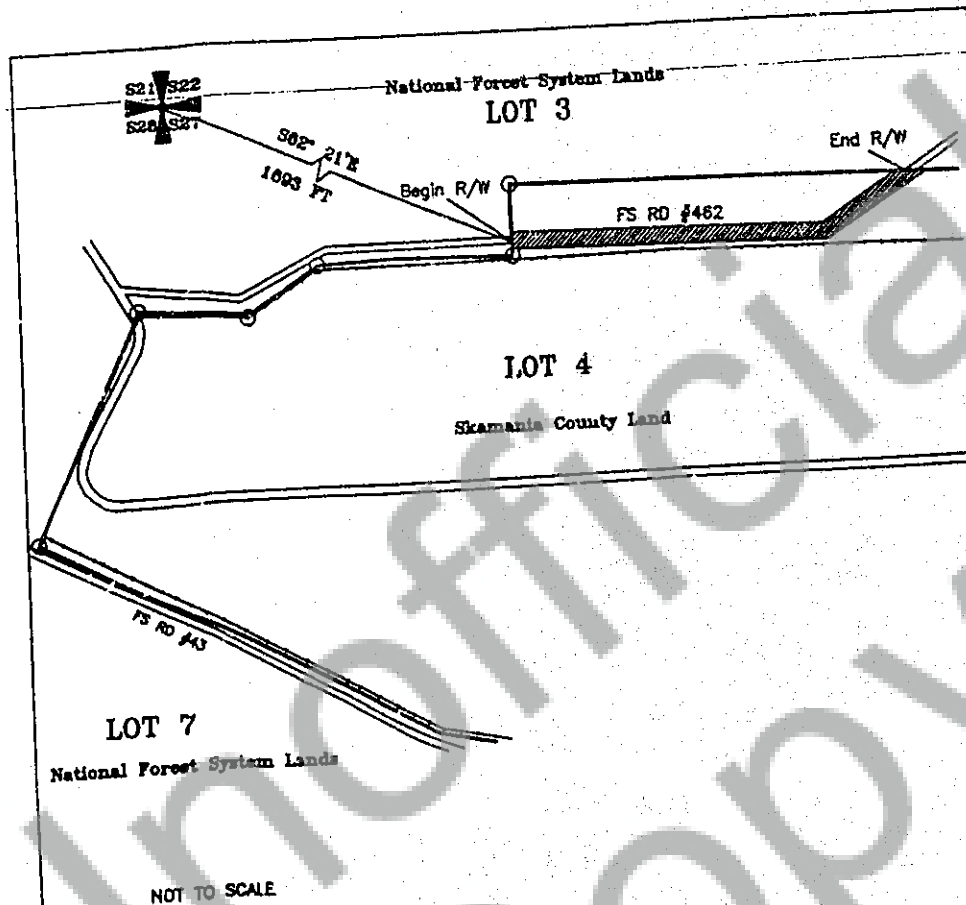 S21 S22
S28 S27
National Forest System Lands
LOT 3
S62° 21'E
1693 FT
Begin R/W
End R/W
FS RD #462
LOT 4
Skamania County Land
FS RD #43
LOT 7
National Forest System Lands
NOT TO SCALE
Unofficial